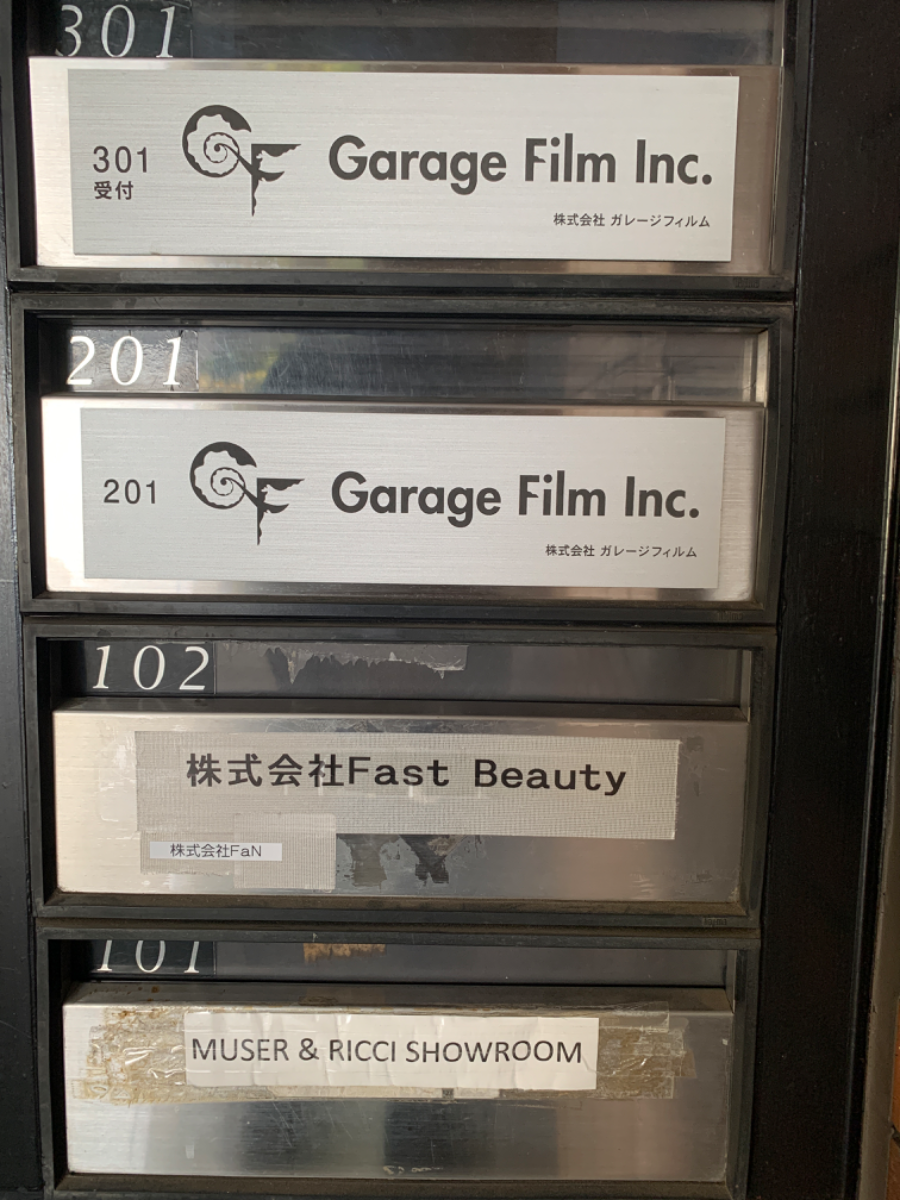 301
301
受付
GF Garage Film Inc.
株式会社 ガレージフィルム
201
201
GF Garage Film Inc.
株式会社 ガレージフィルム
102
株式会社Fast Beauty
株式会社FaN
101
MUSER & RICCI SHOWROOM